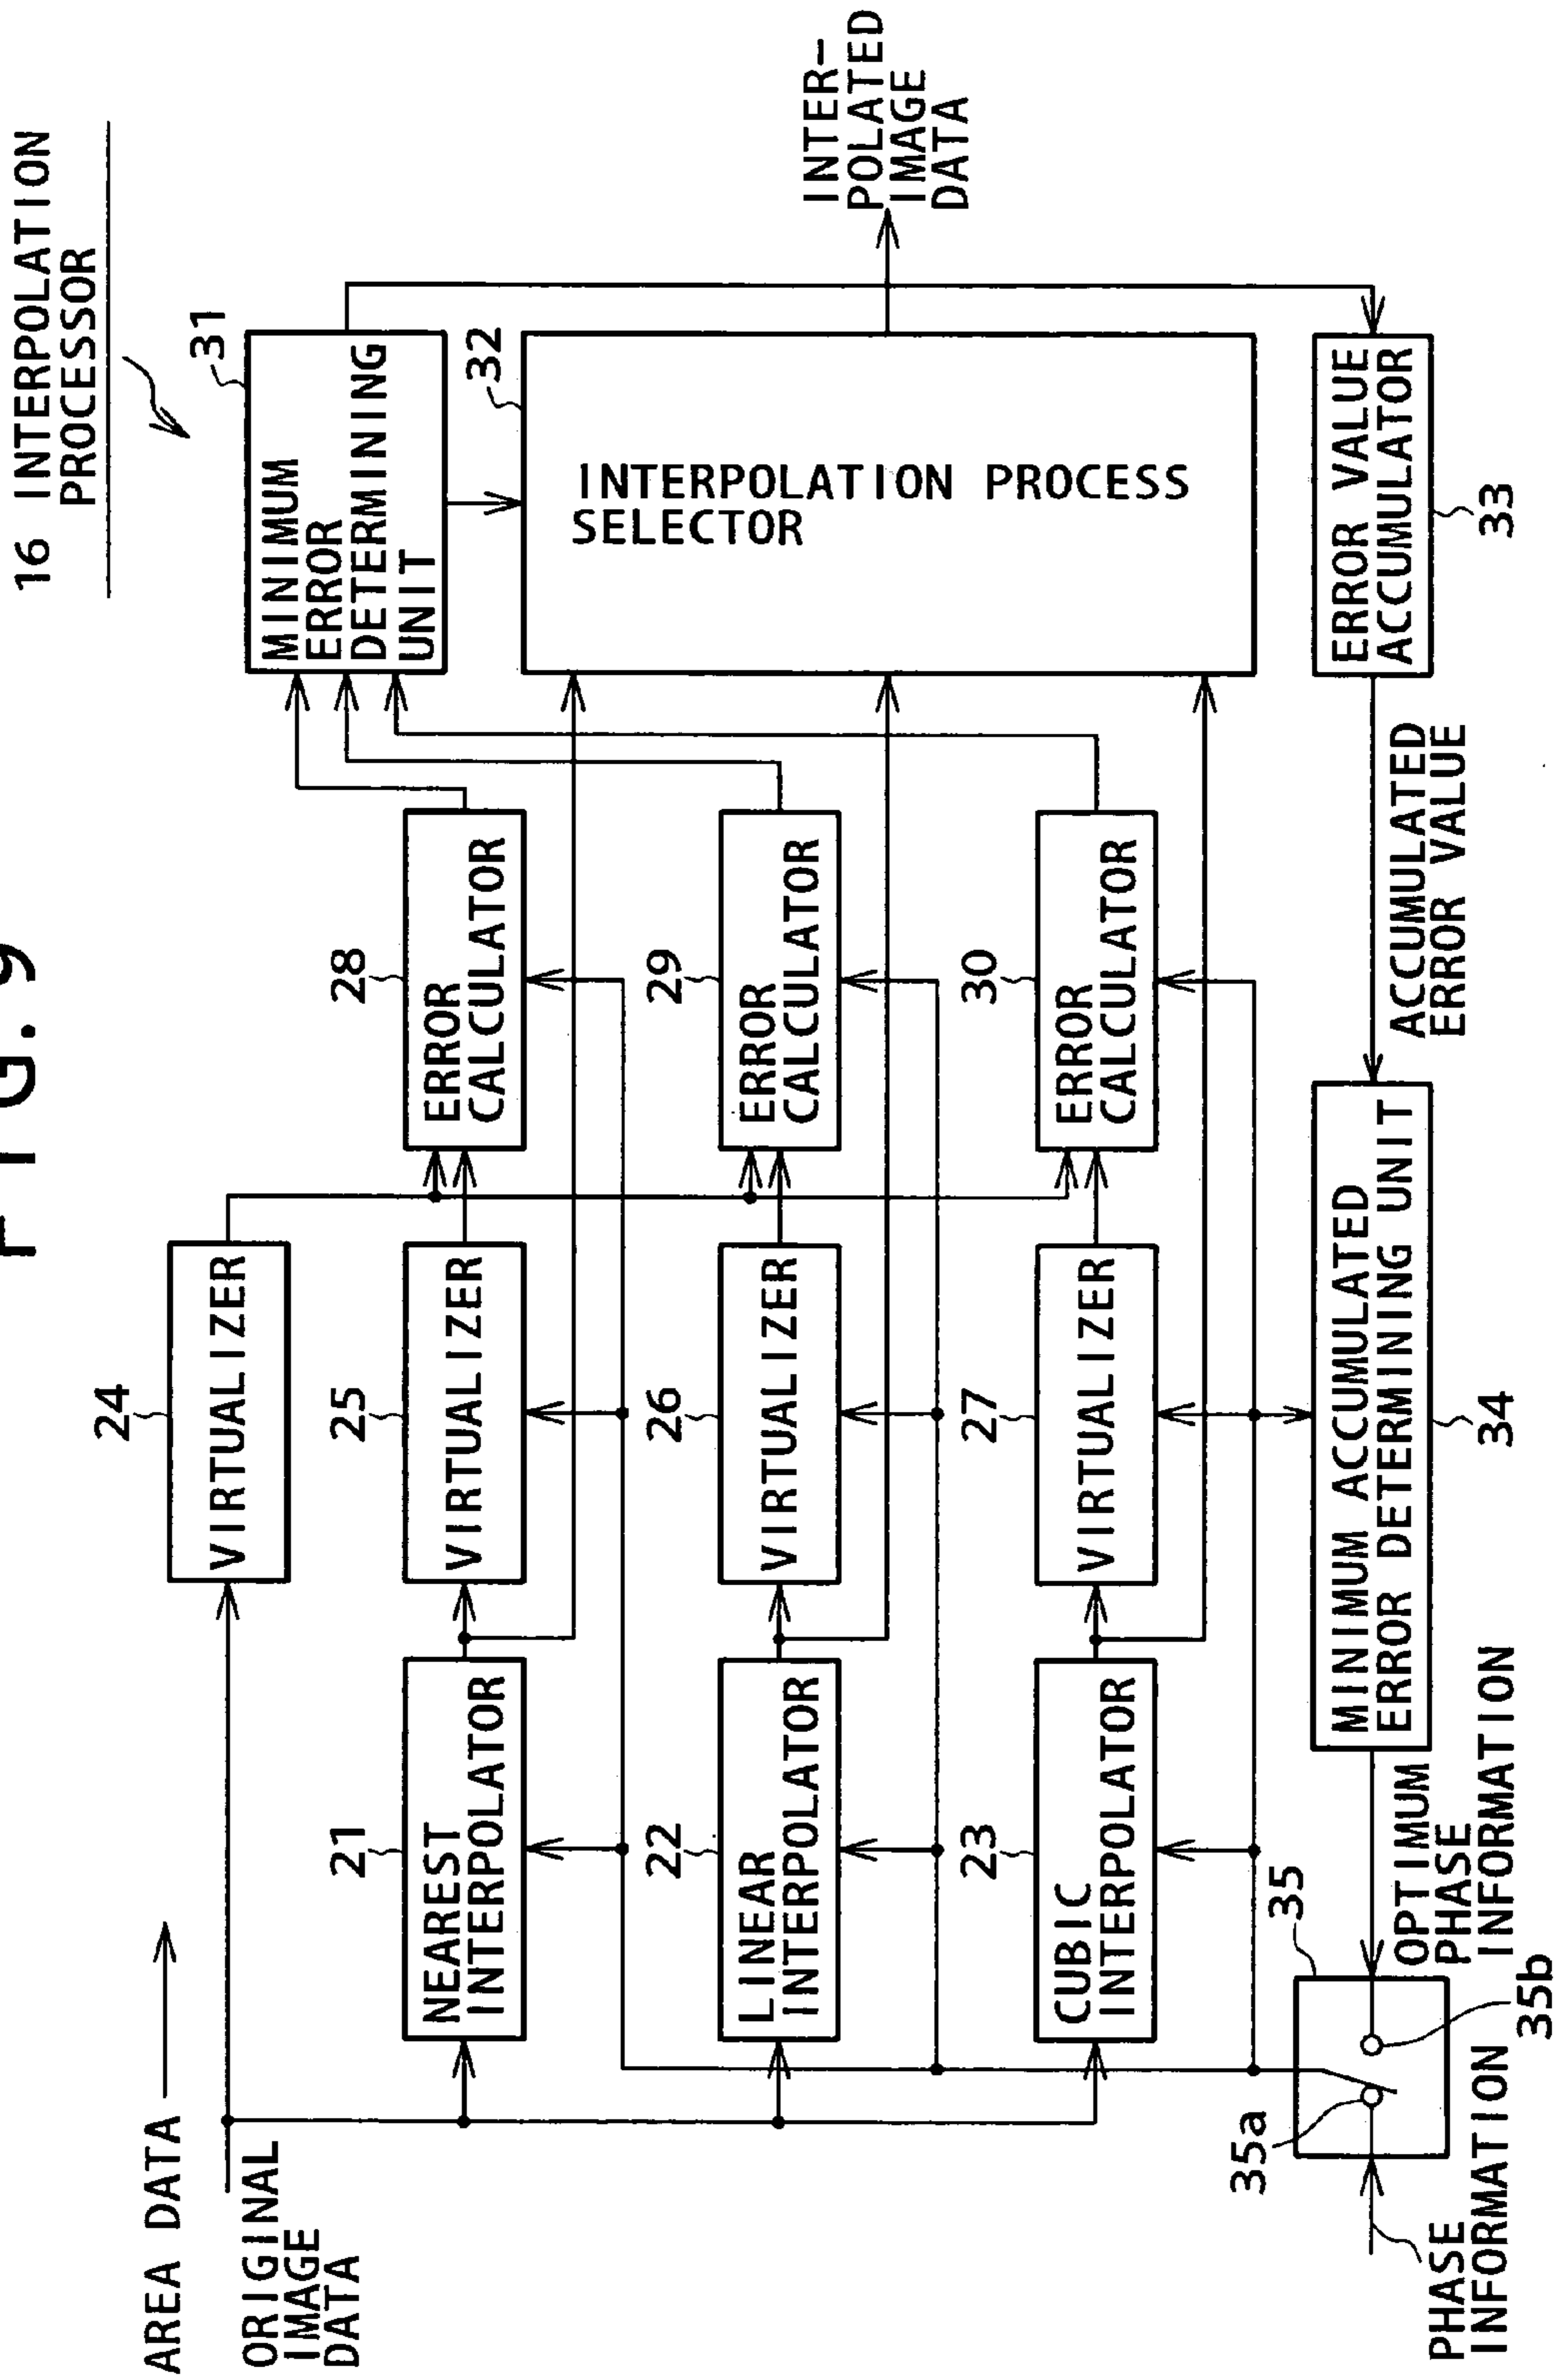 FIG. 9
16 INTERPOLATION
PROCESSOR
AREA DATA
ORIGINAL
IMAGE
DATA
24
VIRTUALIZER
21
NEAREST
INTERPOLATOR
25
VIRTUALIZER
28
ERROR
CALCULATOR
31
MINIMUM
ERROR
DETERMINING
UNIT
22
LINEAR
INTERPOLATOR
26
VIRTUALIZER
29
ERROR
CALCULATOR
32
INTERPOLATION PROCESS
SELECTOR
INTER-
POLATED
IMAGE
DATA
23
CUBIC
INTERPOLATOR
27
VIRTUALIZER
30
ERROR
CALCULATOR
35
35a
35b
PHASE
INFORMATION
OPTIMUM
PHASE
INFORMATION
MINIMUM ACCUMULATED
ERROR DETERMINING UNIT
34
ACCUMULATED
ERROR VALUE
ERROR VALUE
ACCUMULATOR
33